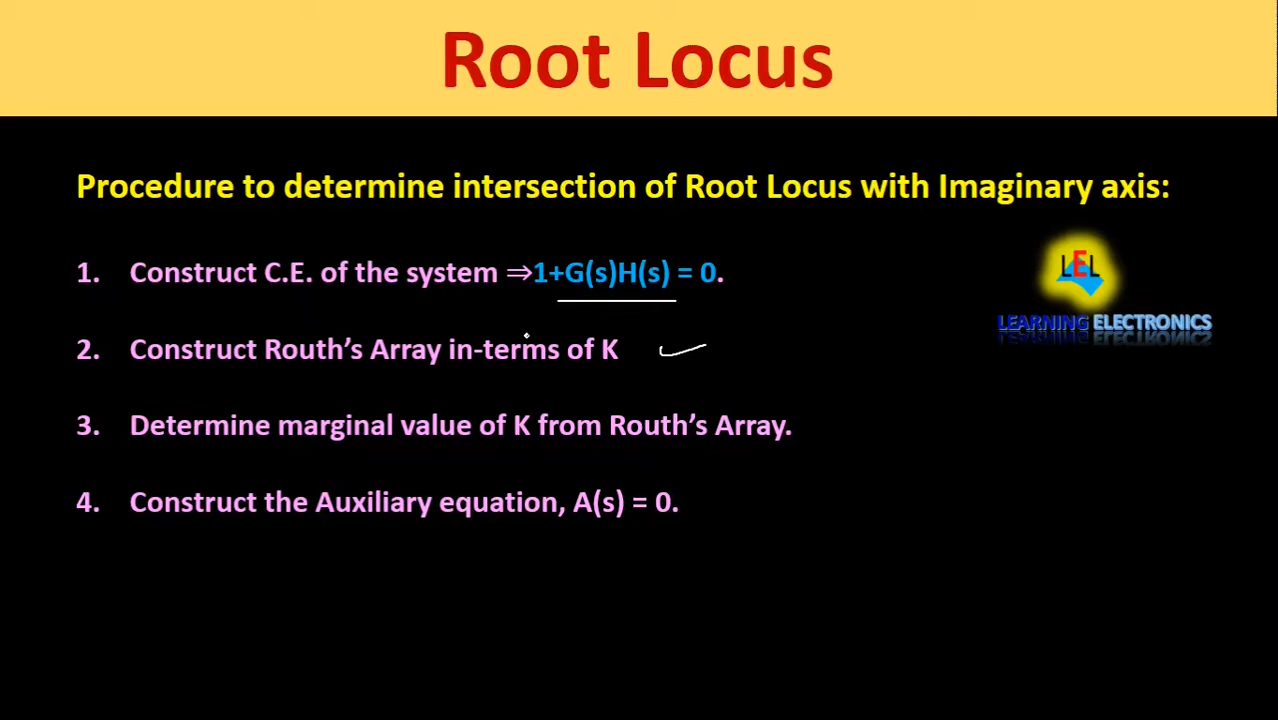 Root Locus
Procedure to determine intersection of Root Locus with Imaginary axis:
1. Construct C.E. of the system ⇒1+G(s)H(s) = 0.
LEL
LEARNING ELECTRONICS
2. Construct Routh’s Array in-terms of K
3. Determine marginal value of K from Routh’s Array.
4. Construct the Auxiliary equation, A(s) = 0.